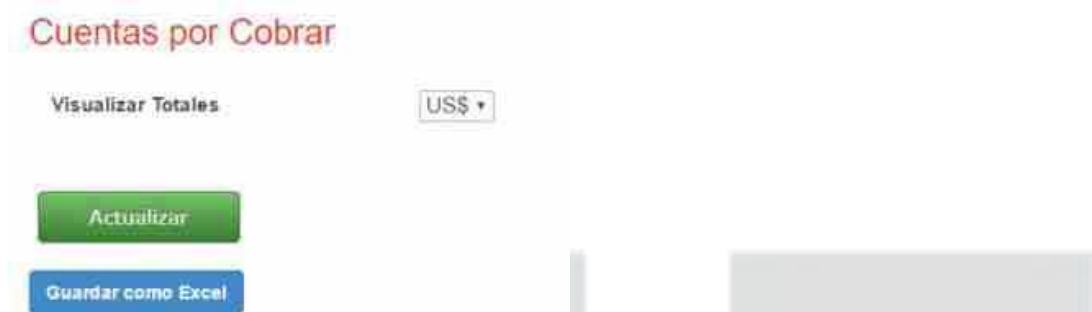 Cuentas por Cobrar
Visualizar Totales US$
Actualizar
Guardar como Excel